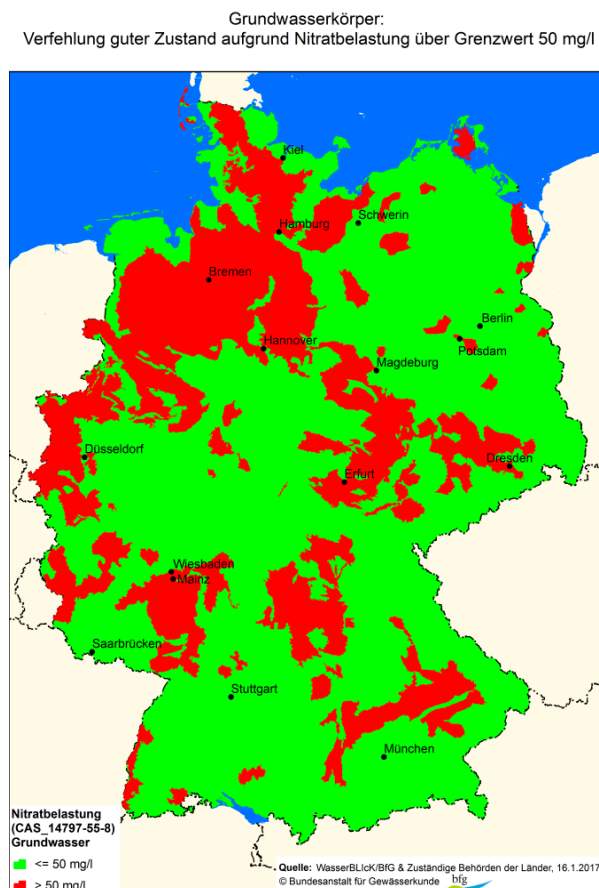 Grundwasserkörper:
Verfehlung guter Zustand aufgrund Nitratbelastung über Grenzwert 50 mg/l
Kiel
Schwerin
Hamburg
Bremen
Berlin
Potsdam
Hannover
Magdeburg
Düsseldorf
Dresden
Erfurt
Wiesbaden
Mainz
Saarbrücken
Stuttgart
München
Nitratbelastung
(CAS_14797-55-8)
Grundwasser
<= 50 mg/l
> 50 mg/l
Quelle: WasserBLIcK/BfG & Zuständige Behörden der Länder, 16.1.2017
© Bundesanstalt für Gewässerkunde
bfg